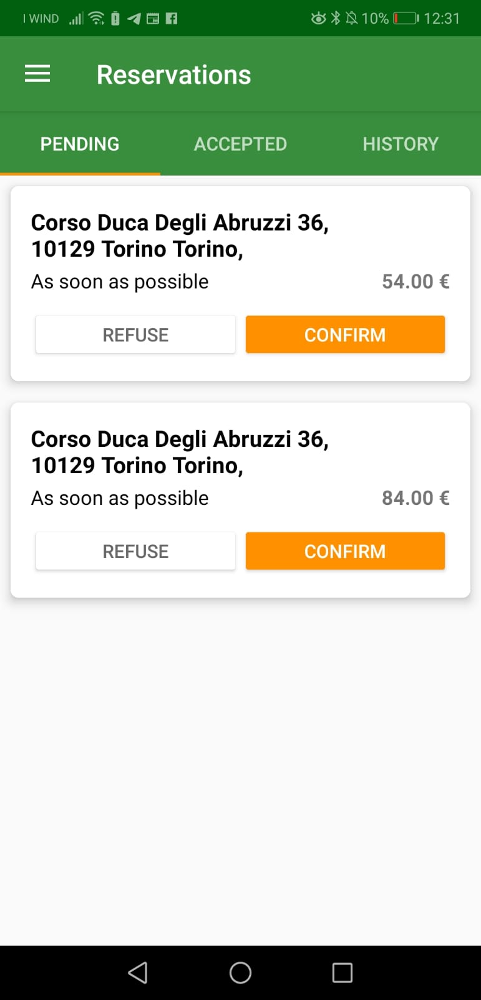 I WIND 10% 12:31
Reservations
PENDING ACCEPTED HISTORY
Corso Duca Degli Abruzzi 36,
10129 Torino Torino,
As soon as possible 54.00 €
REFUSE CONFIRM
Corso Duca Degli Abruzzi 36,
10129 Torino Torino,
As soon as possible 84.00 €
REFUSE CONFIRM